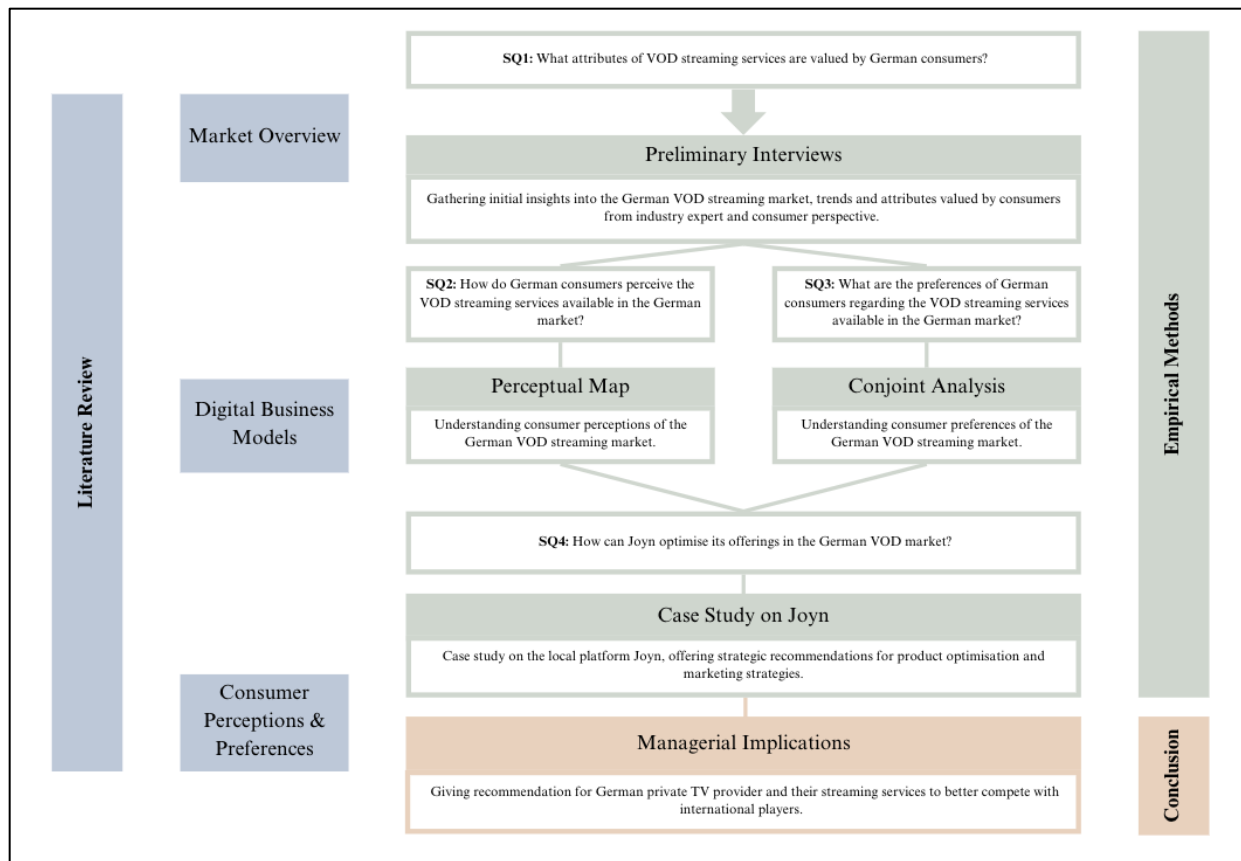 Literature Review
Market Overview
Digital Business
Models
Consumer
Perceptions &
Preferences
SQ1: What attributes of VOD streaming services are valued by German consumers?
Preliminary Interviews
Gathering initial insights into the German VOD streaming market, trends and attributes valued by consumers
from industry expert and consumer perspective.
SQ2: How do German consumers perceive the
VOD streaming services available in the German
market?
SQ3: What are the preferences of German
consumers regarding the VOD streaming services
available in the German market?
Perceptual Map
Understanding consumer perceptions of the
German VOD streaming market.
Conjoint Analysis
Understanding consumer preferences of the
German VOD streaming market.
SQ4: How can Joyn optimise its offerings in the German VOD market?
Case Study on Joyn
Case study on the local platform Joyn, offering strategic recommendations for product optimisation and
marketing strategies.
Managerial Implications
Giving recommendation for German private TV provider and their streaming services to better compete with
international players.
Empirical Methods
Conclusion